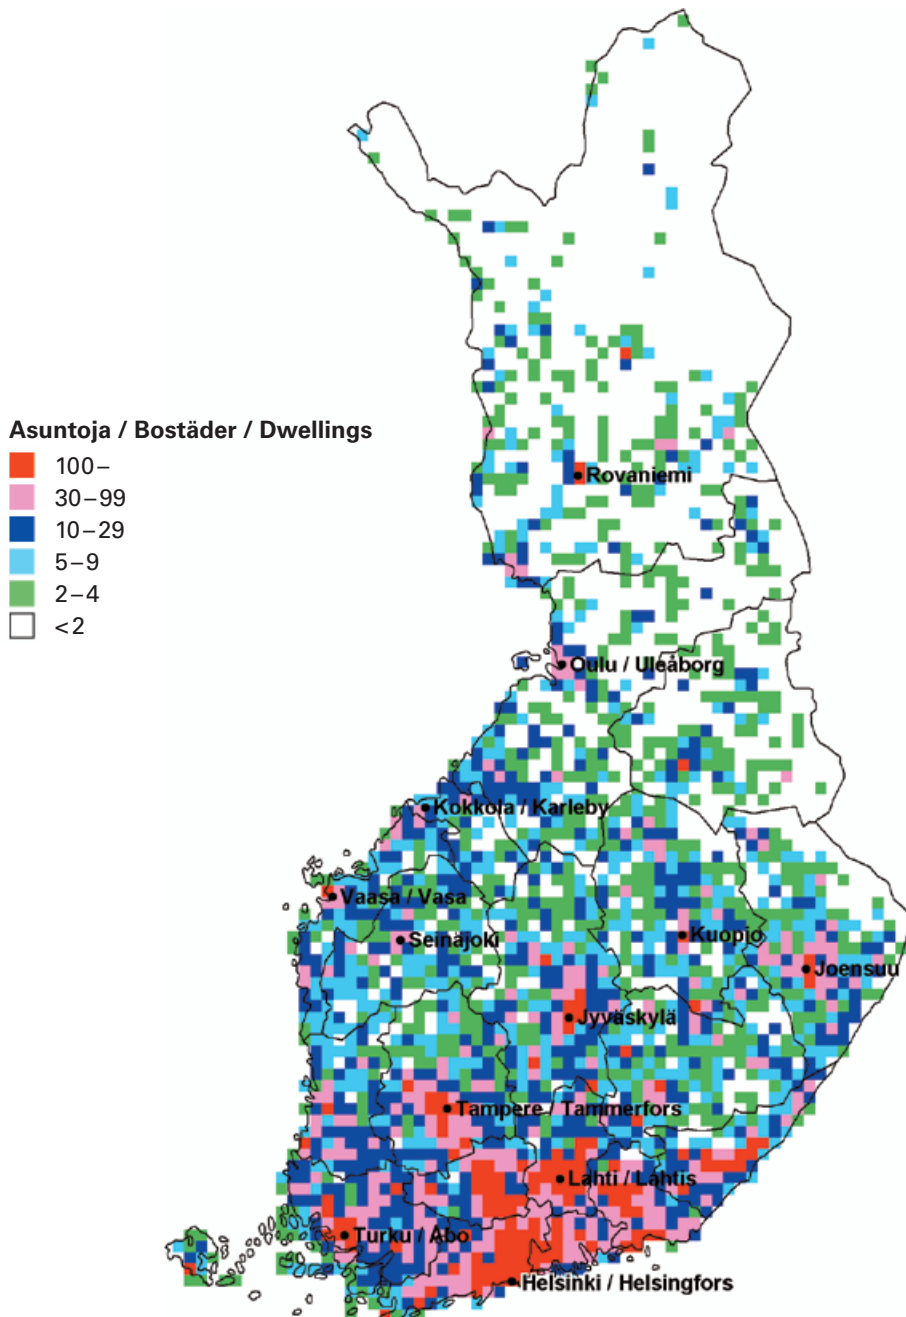 Asuntoja / Bostäder / Dwellings
100–
30–99
10–29
5–9
2–4
<2
Rovaniemi
Oulu / Uleåborg
Kokkola / Karleby
Vaasa / Vasa
Seinäjoki
Kuopio
Joensuu
Jyväskylä
Tampere / Tammerfors
Lahti / Lahtis
Turku / Åbo
Helsinki / Helsingfors